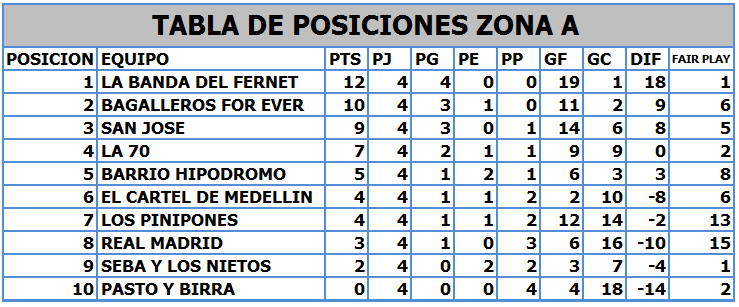 TABLA DE POSICIONES ZONA A
POSICION EQUIPO PTS PJ PG PE PP GF GC DIF FAIR PLAY
1 LA BANDA DEL FERNET 12 4 4 0 0 19 1 18 1
2 BAGALLEROS FOR EVER 10 4 3 1 0 11 2 9 6
3 SAN JOSE 9 4 3 0 1 14 6 8 5
4 LA 70 7 4 2 1 1 9 9 0 2
5 BARRIO HIPODROMO 5 4 1 2 1 6 3 3 8
6 EL CARTEL DE MEDELLIN 4 4 1 1 2 2 10 -8 6
7 LOS PINIPONES 4 4 1 1 2 12 14 -2 13
8 REAL MADRID 3 4 1 0 3 6 16 -10 15
9 SEBA Y LOS NIETOS 2 4 0 2 2 3 7 -4 1
10 PASTO Y BIRRA 0 4 0 0 4 4 18 -14 2